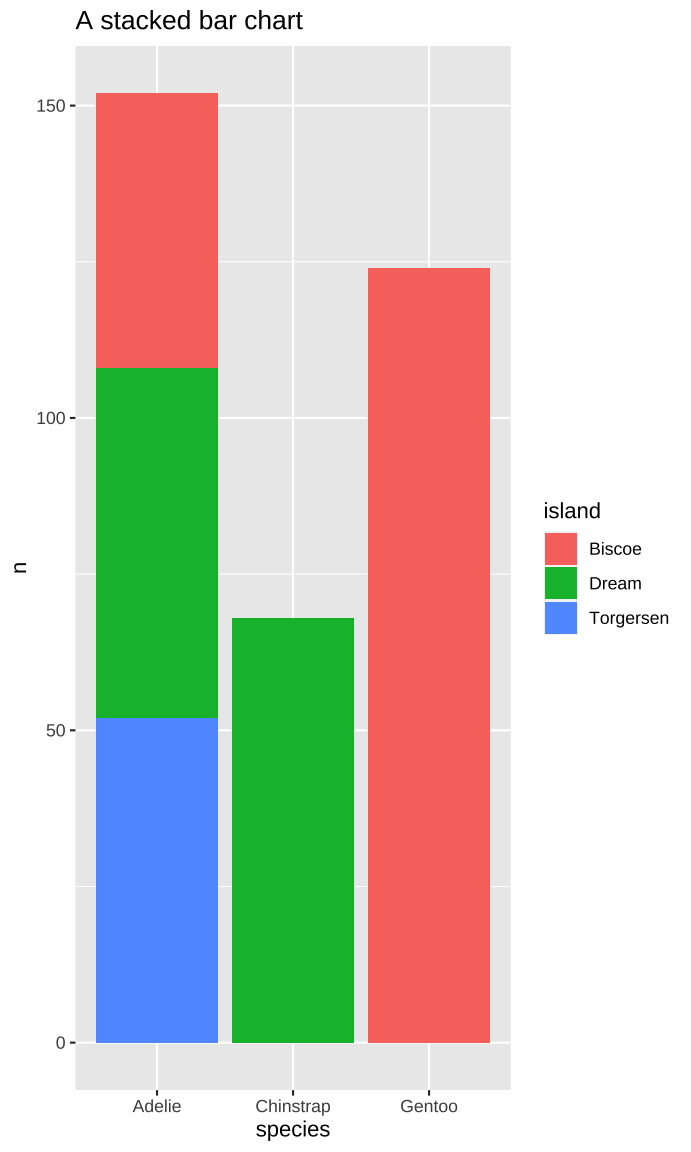 A stacked bar chart
150
100
50
0
n
Adelie Chinstrap Gentoo
species
island
Biscoe
Dream
Torgersen